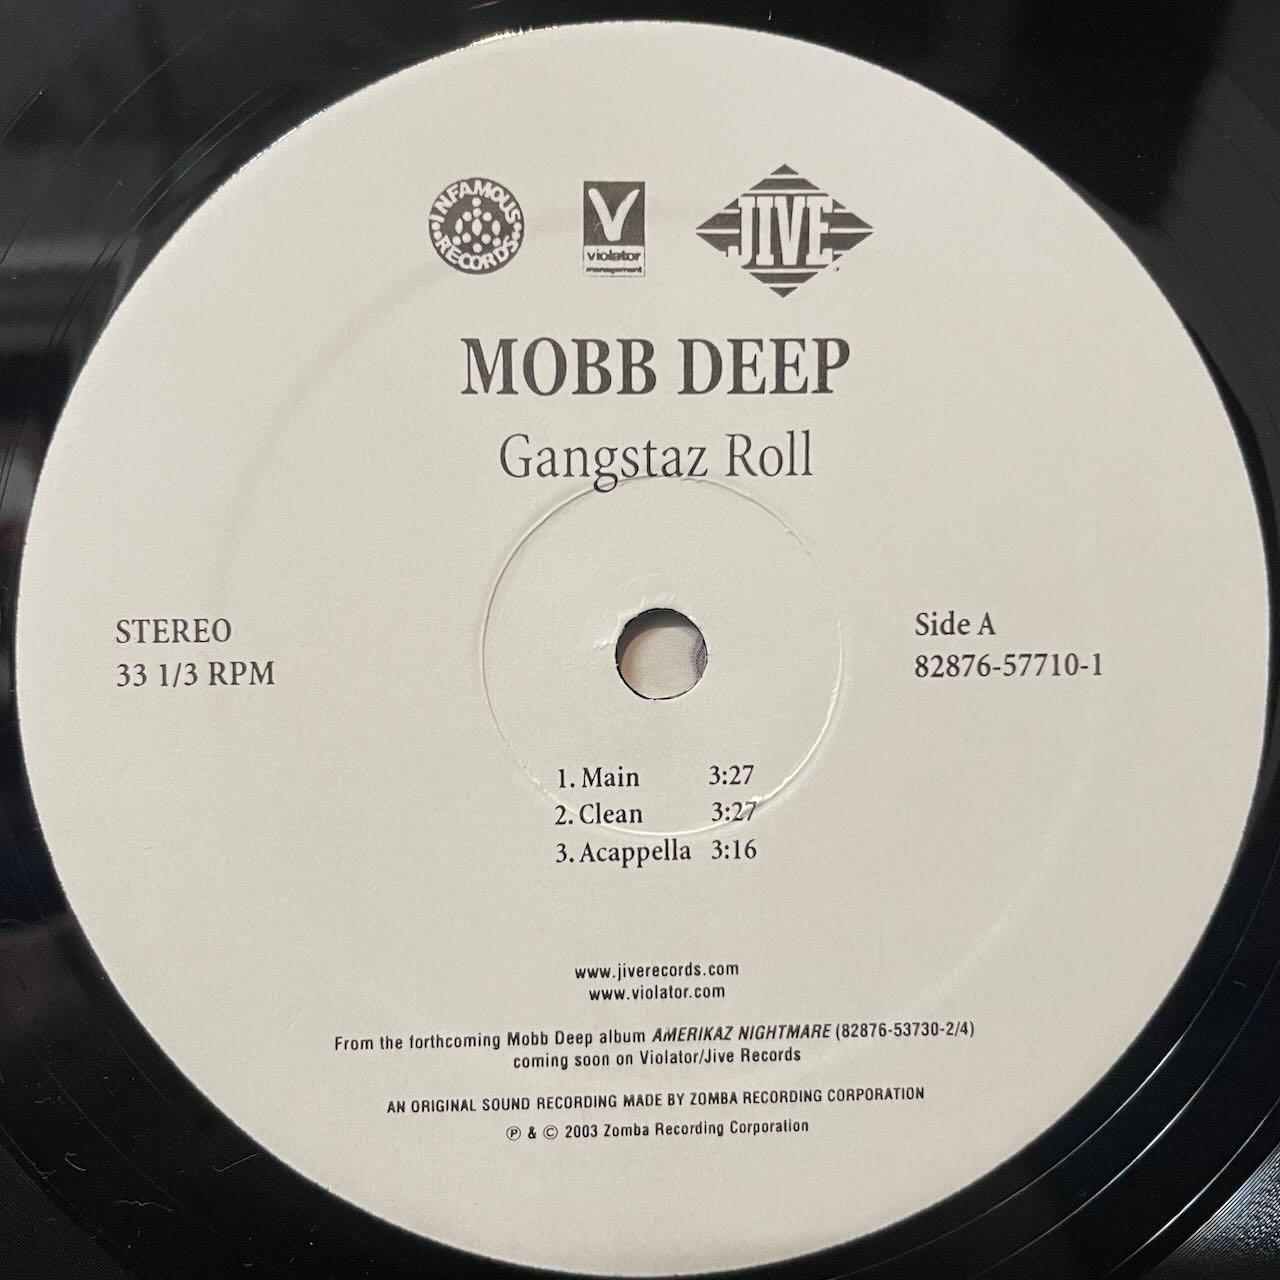 INFAMOUS RECORDS
V
violator
management
JIVE
MOBB DEEP
Gangstaz Roll
STEREO
33 1/3 RPM
Side A
82876-57710-1
1. Main 3:27
2. Clean 3:27
3. Acappella 3:16
www.jiverecords.com
www.violator.com
From the forthcoming Mobb Deep album AMERIKAZ NIGHTMARE (82876-53730-2/4)
coming soon on Violator/Jive Records
AN ORIGINAL SOUND RECORDING MADE BY ZOMBA RECORDING CORPORATION
℗ & © 2003 Zomba Recording Corporation